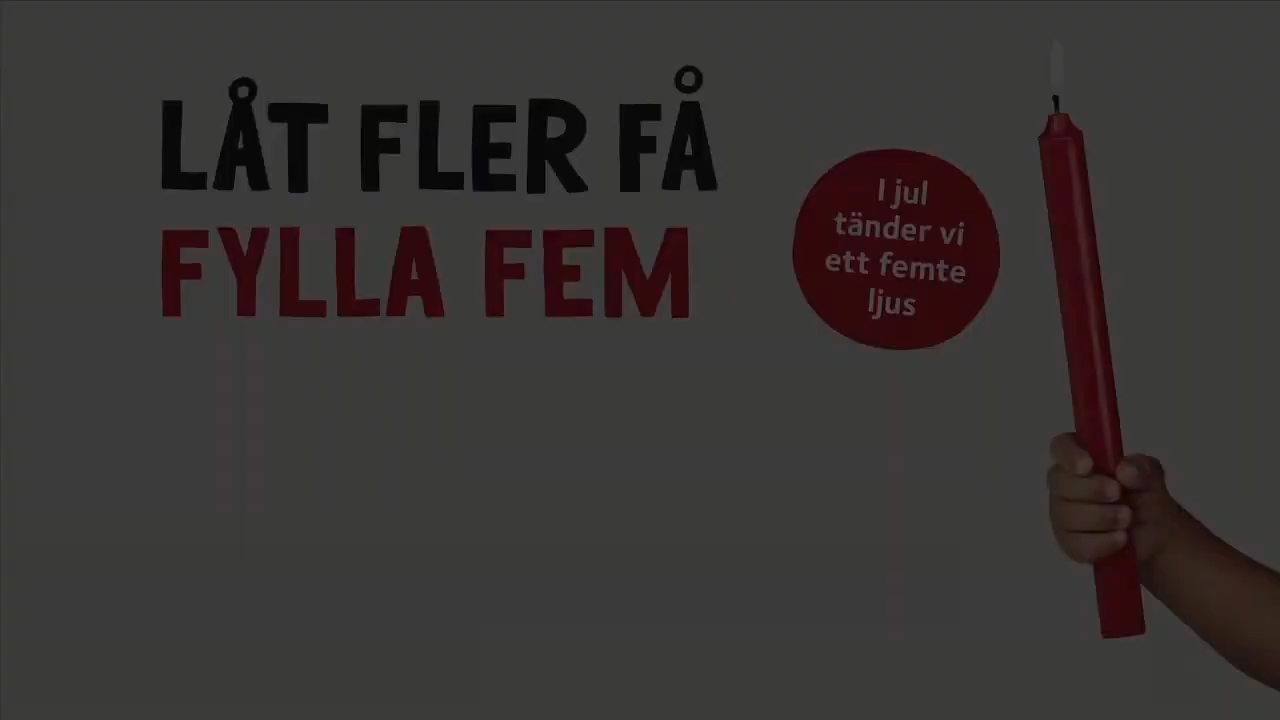 LÅT FLER FÅ
FYLLA FEM
I jul
tänder vi
ett femte
ljus